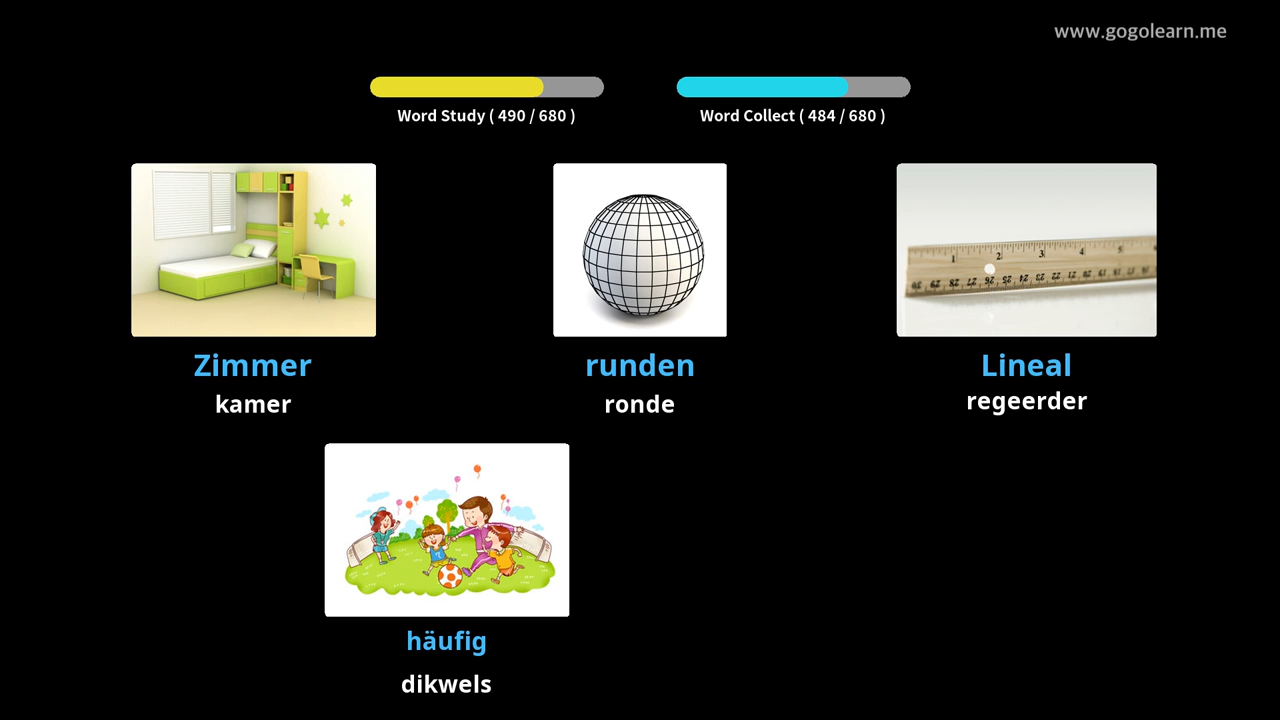 www.gogolearn.me
Word Study ( 490 / 680 )
Word Collect ( 484 / 680 )
Zimmer
kamer
runden
ronde
Lineal
regeerder
häufig
dikwels